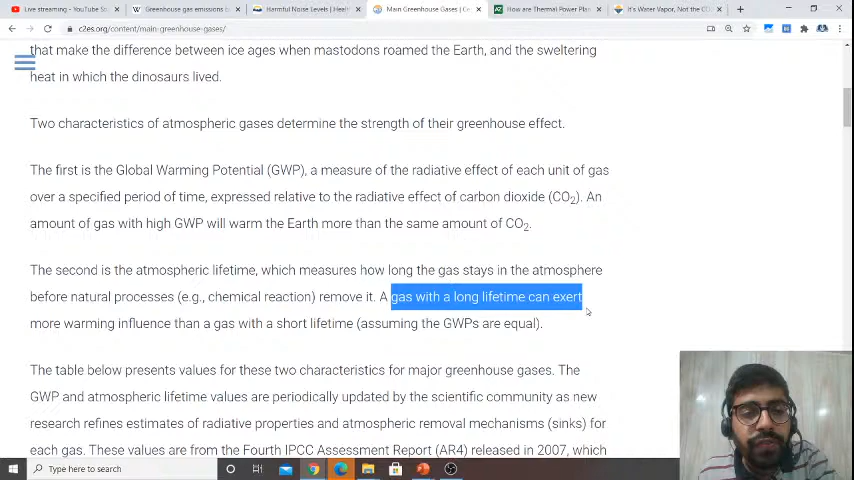 Live streaming - YouTube S
Greenhouse gas emissions b
Harmful Noise Levels | Healt
Main Greenhouse Gases | Ce
How are Thermal Power Plan
It's Water Vapor, Not the CO
c2es.org/content/main-greenhouse-gases/
that make the difference between ice ages when mastodons roamed the Earth, and the sweltering
heat in which the dinosaurs lived.
Two characteristics of atmospheric gases determine the strength of their greenhouse effect.
The first is the Global Warming Potential (GWP), a measure of the radiative effect of each unit of gas
over a specified period of time, expressed relative to the radiative effect of carbon dioxide (CO2). An
amount of gas with high GWP will warm the Earth more than the same amount of CO2.
The second is the atmospheric lifetime, which measures how long the gas stays in the atmosphere
before natural processes (e.g., chemical reaction) remove it. A gas with a long lifetime can exert
more warming influence than a gas with a short lifetime (assuming the GWPs are equal).
The table below presents values for these two characteristics for major greenhouse gases. The
GWP and atmospheric lifetime values are periodically updated by the scientific community as new
research refines estimates of radiative properties and atmospheric removal mechanisms (sinks) for
each gas. These values are from the Fourth IPCC Assessment Report (AR4) released in 2007, which
Type here to search